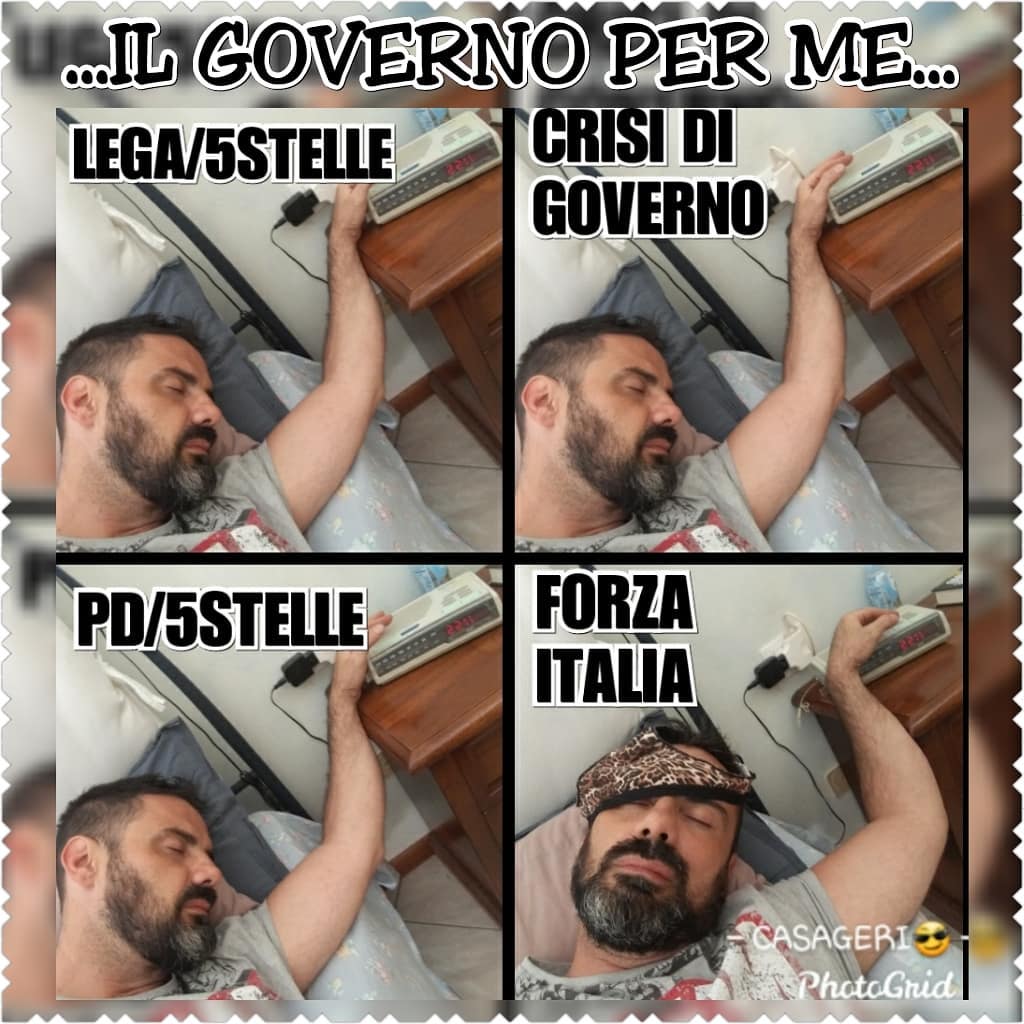 ...IL GOVERNO PER ME...
LEGA/5STELLE
CRISI DI
GOVERNO
PD/5STELLE
FORZA
ITALIA
- CASAGERI😎 -
PhotoGrid